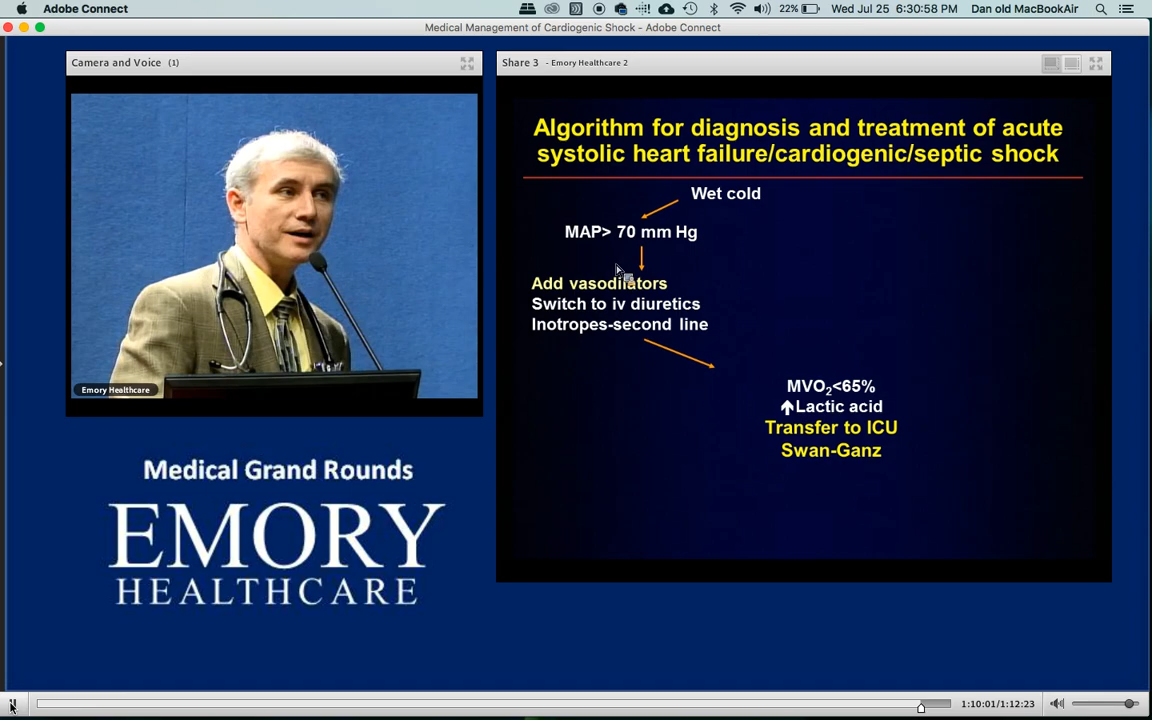 Adobe Connect
22%
Wed Jul 25 6:30:58 PM
Dan old MacBookAir
Medical Management of Cardiogenic Shock - Adobe Connect
Camera and Voice (1)
Share 3 - Emory Healthcare 2
Algorithm for diagnosis and treatment of acute
systolic heart failure/cardiogenic/septic shock
Wet cold
MAP> 70 mm Hg
Add vasodilators
Switch to iv diuretics
Inotropes-second line
MVO₂<65%
↑Lactic acid
Transfer to ICU
Swan-Ganz
Emory Healthcare
Medical Grand Rounds
EMORY
HEALTHCARE
1:10:01/1:12:23